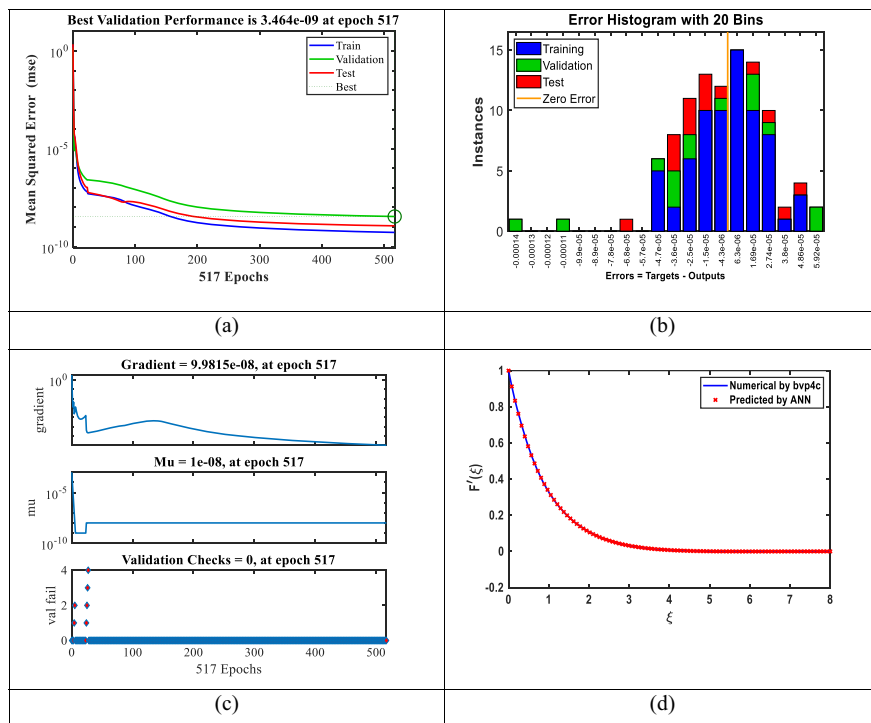 Best Validation Performance is 3.464e-09 at epoch 517
Mean Squared Error (mse)
10^0
10^-5
10^-10
Train
Validation
Test
Best
0 100 200 300 400 500
517 Epochs
(a)
Error Histogram with 20 Bins
Instances
15
10
5
0
Training
Validation
Test
Zero Error
-0.000014
-0.000013
-0.000012
-0.000011
-9.9e-05
-8.9e-05
-7.8e-05
-6.8e-05
-5.7e-05
-4.7e-05
-3.6e-05
-2.5e-05
-1.5e-05
-4.3e-06
6.3e-06
1.69e-05
2.74e-05
3.8e-05
4.86e-05
5.92e-05
Errors = Targets - Outputs
(b)
Gradient = 9.9815e-08, at epoch 517
gradient
10^0
Mu = 1e-08, at epoch 517
mu
10^-5
10^-10
Validation Checks = 0, at epoch 517
val fail
4
2
0
0 100 200 300 400 500
517 Epochs
(c)
Numerical by bvp4c
Predicted by ANN
F′(ξ)
1
0.8
0.6
0.4
0.2
0
-0.2
0 1 2 3 4 5 6 7 8
ξ
(d)